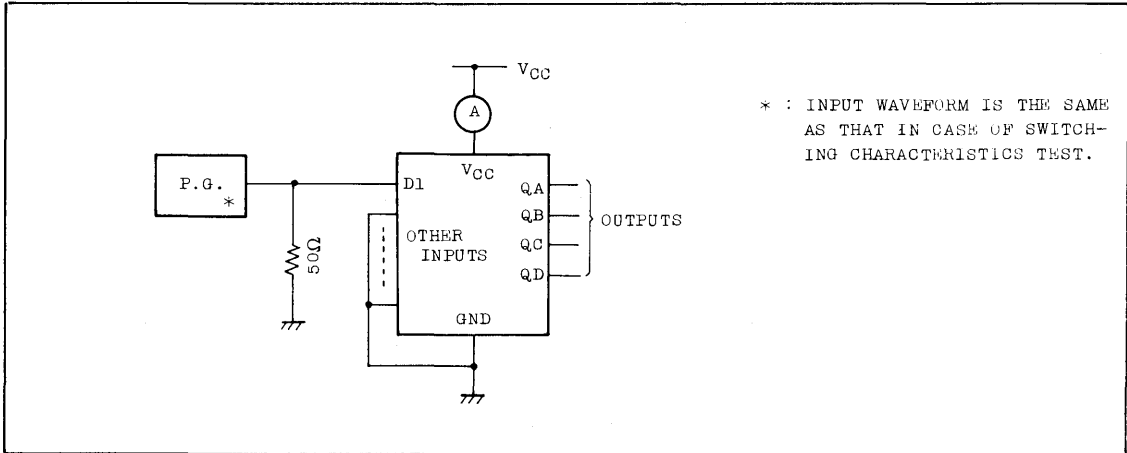 VCC
A
* : INPUT WAVEFORM IS THE SAME
AS THAT IN CASE OF SWITCH-
ING CHARACTERISTICS TEST.
P.G.
*
D1
VCC
QA
QB
QC
QD
OUTPUTS
OTHER
INPUTS
50Ω
GND